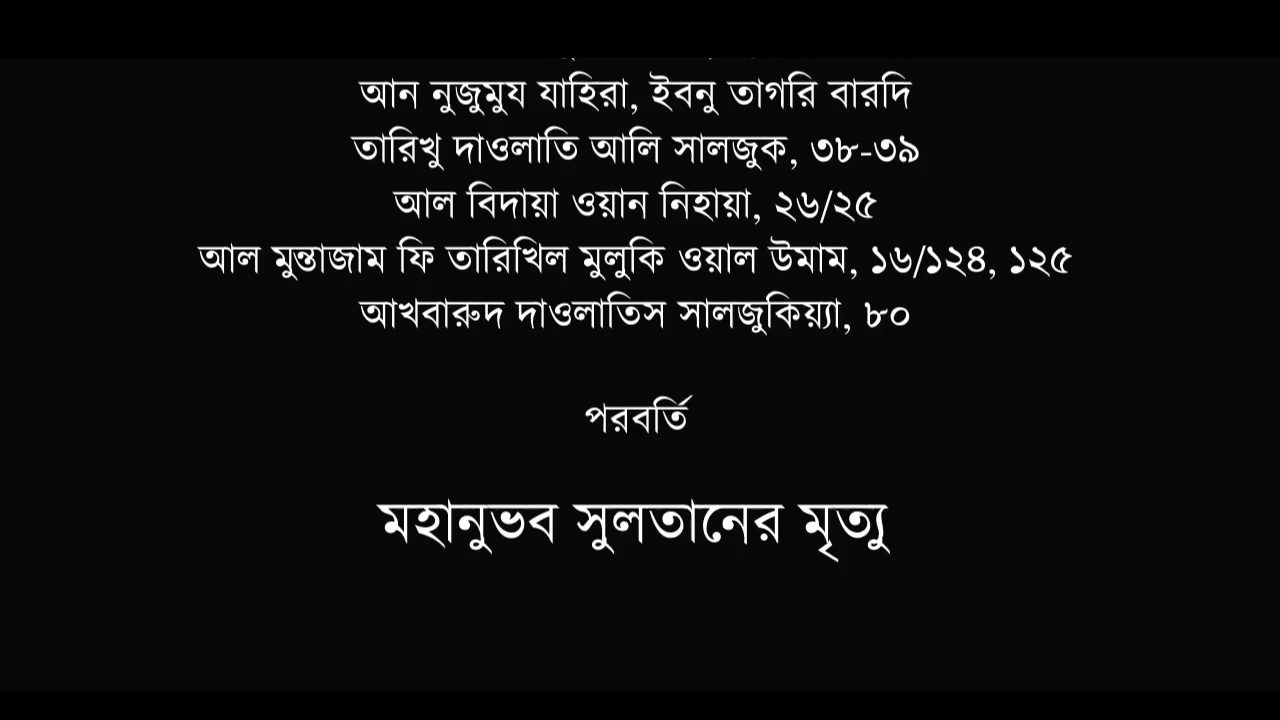 আন নুজুমুয যাহিরা, ইবনু তাগরি বারদি
তারিখু দাওলাতি আলি সালজুক, ৩৮-৩৯
আল বিদায়া ওয়ান নিহায়া, ২৬/২৫
আল মুন্তাজাম ফি তারিখিল মুলুকি ওয়াল উমাম, ১৬/১২৪, ১২৫
আখবারুদ দাওলাতিস সালজুকিয়্যা, ৮০
পরবর্তি
মহানুভব সুলতানের মৃত্যু